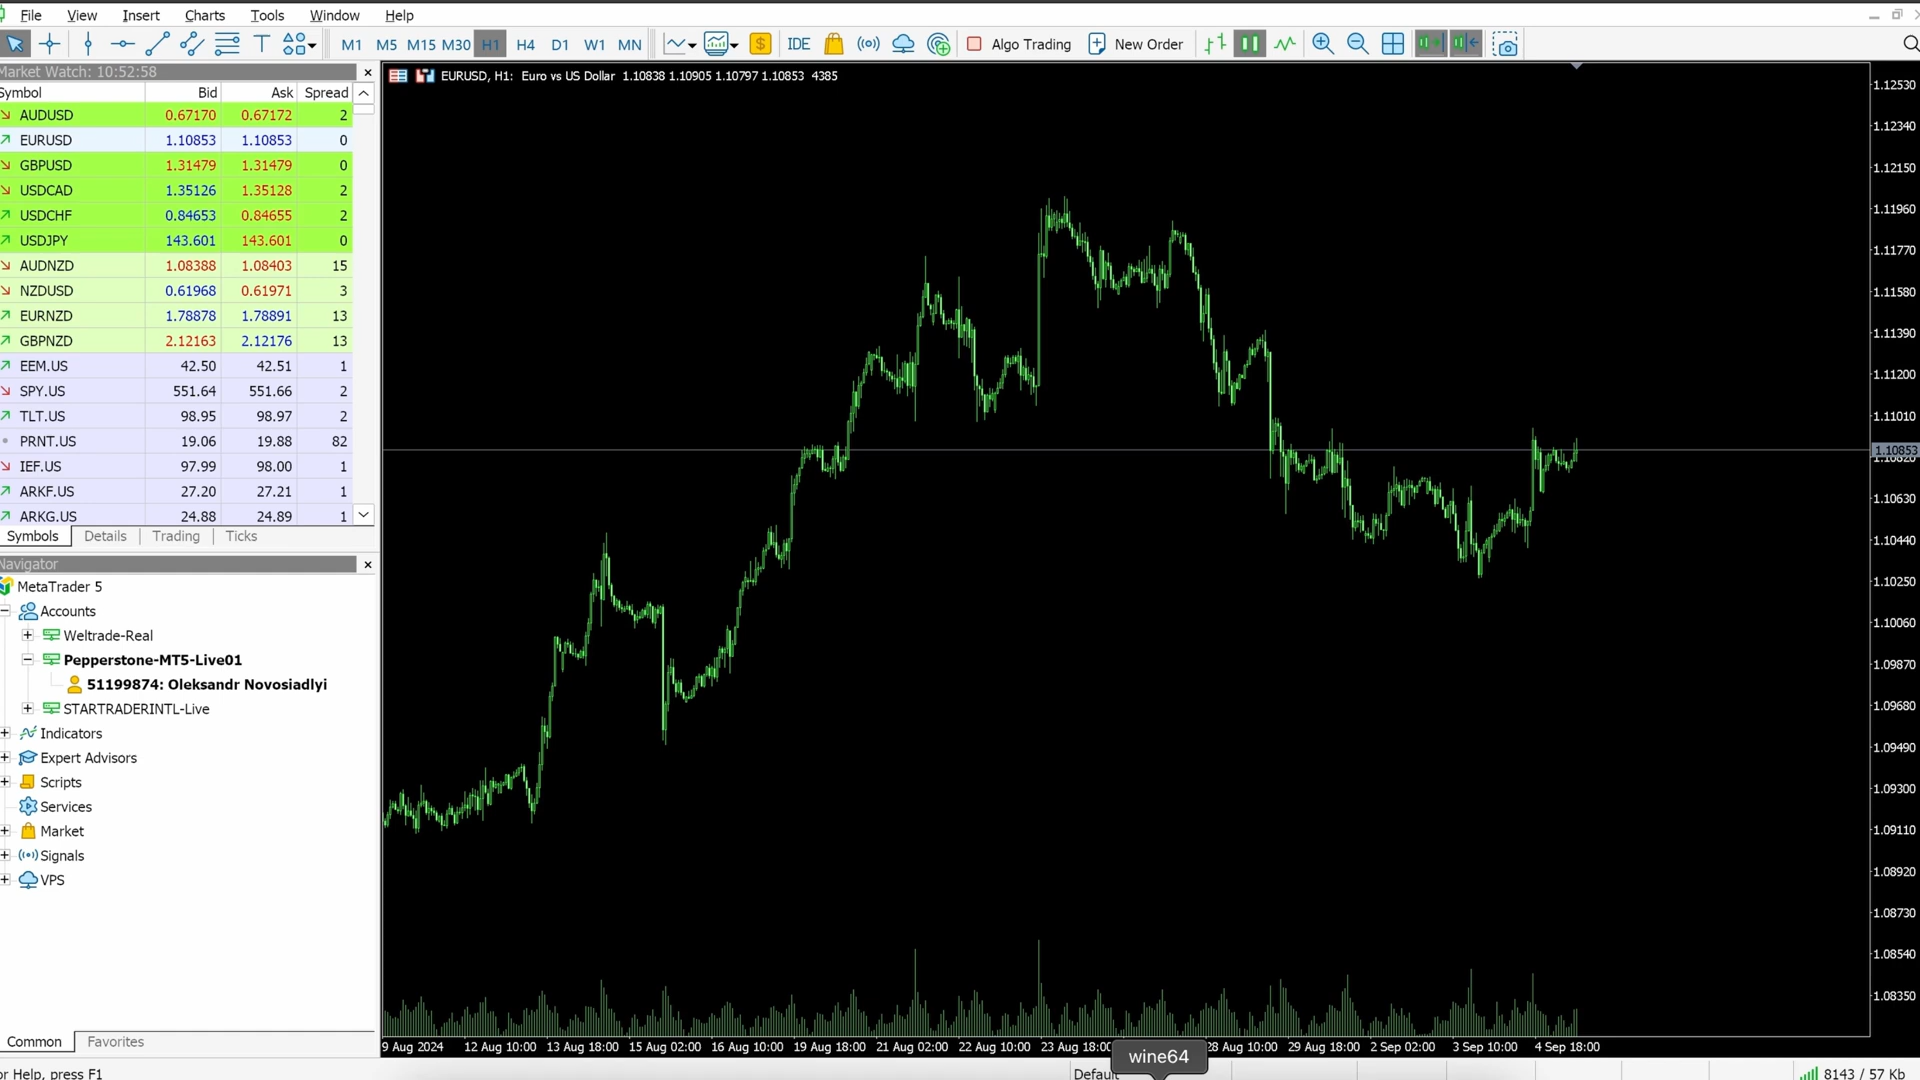 File View Insert Charts Tools Window Help
M1 M5 M15 M30 H1 H4 D1 W1 MN IDE Algo Trading New Order
Market Watch: 10:52:58
Symbol Bid Ask Spread
AUDUSD 0.67170 0.67172 2
EURUSD 1.10853 1.10853 0
GBPUSD 1.31479 1.31479 0
USDCAD 1.35126 1.35128 2
USDCHF 0.84653 0.84655 2
USDJPY 143.601 143.601 0
AUDNZD 1.08388 1.08403 15
NZDUSD 0.61968 0.61971 3
EURNZD 1.78878 1.78891 13
GBPNZD 2.12163 2.12176 13
EEM.US 42.50 42.51 1
SPY.US 551.64 551.66 2
TLT.US 98.95 98.97 2
PRNT.US 19.06 19.88 82
IEF.US 97.99 98.00 1
ARKF.US 27.20 27.21 1
ARKG.US 24.88 24.89 1
Symbols Details Trading Ticks
Navigator
MetaTrader 5
Accounts
Weltrade-Real
Pepperstone-MT5-Live01
51199874: Oleksandr Novosiadlyi
STARTRADERINTL-Live
Indicators
Expert Advisors
Scripts
Services
Market
Signals
VPS
Common Favorites
EURUSD, H1: Euro vs US Dollar 1.10838 1.10905 1.10797 1.10853 4385
1.12530
1.12340
1.12150
1.11960
1.11770
1.11580
1.11390
1.11200
1.11010
1.10853
1.10820
1.10630
1.10440
1.10250
1.10060
1.09870
1.09680
1.09490
1.09300
1.09110
1.08920
1.08730
1.08540
1.08350
9 Aug 2024 12 Aug 10:00 13 Aug 18:00 15 Aug 02:00 16 Aug 10:00 19 Aug 18:00 21 Aug 02:00 22 Aug 10:00 23 Aug 18:00 28 Aug 10:00 29 Aug 18:00 2 Sep 02:00 3 Sep 10:00 4 Sep 18:00
wine64
or Help, press F1 Default 8143 / 57 Kb